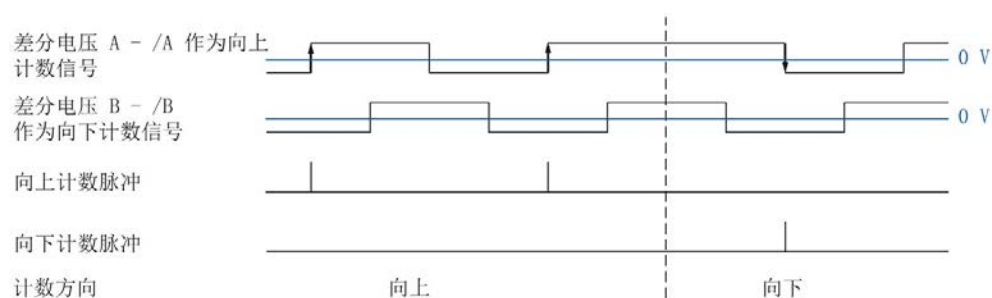 差分电压 A - /A 作为向上
计数信号
0 V
差分电压 B - /B
作为向下计数信号
0 V
向上计数脉冲
向下计数脉冲
计数方向
向上
向下